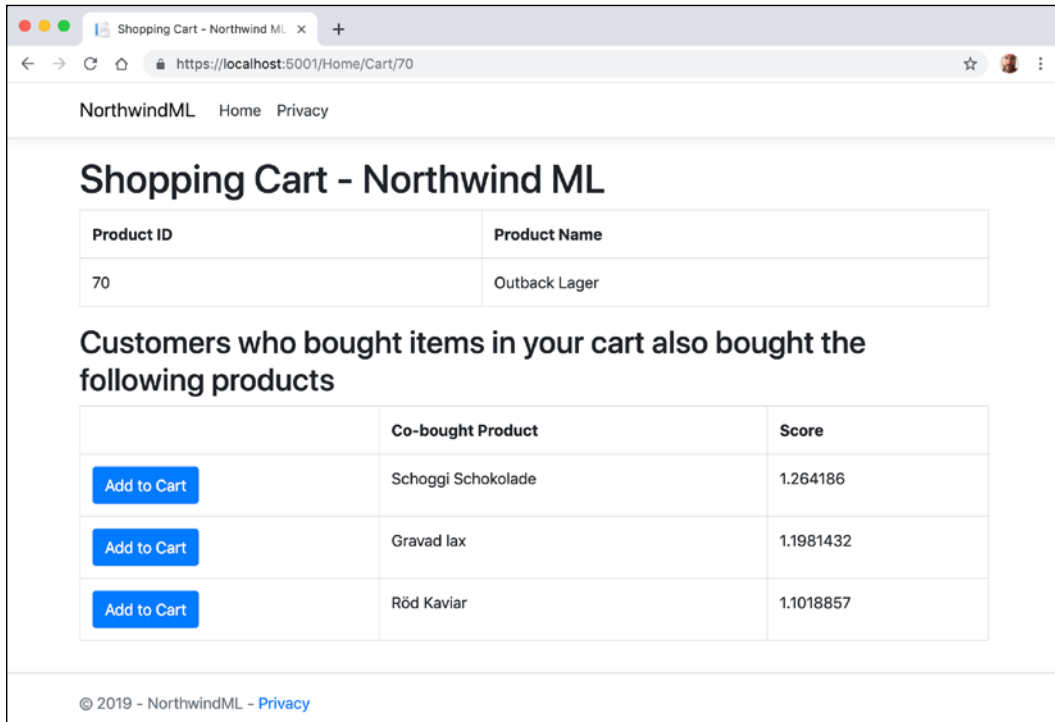 Shopping Cart - Northwind ML
https://localhost:5001/Home/Cart/70
NorthwindML Home Privacy
Shopping Cart - Northwind ML
Product ID Product Name
70 Outback Lager
Customers who bought items in your cart also bought the
following products
Co-bought Product Score
Add to Cart Schoggi Schokolade 1.264186
Add to Cart Gravad lax 1.1981432
Add to Cart Röd Kaviar 1.1018857
© 2019 - NorthwindML - Privacy